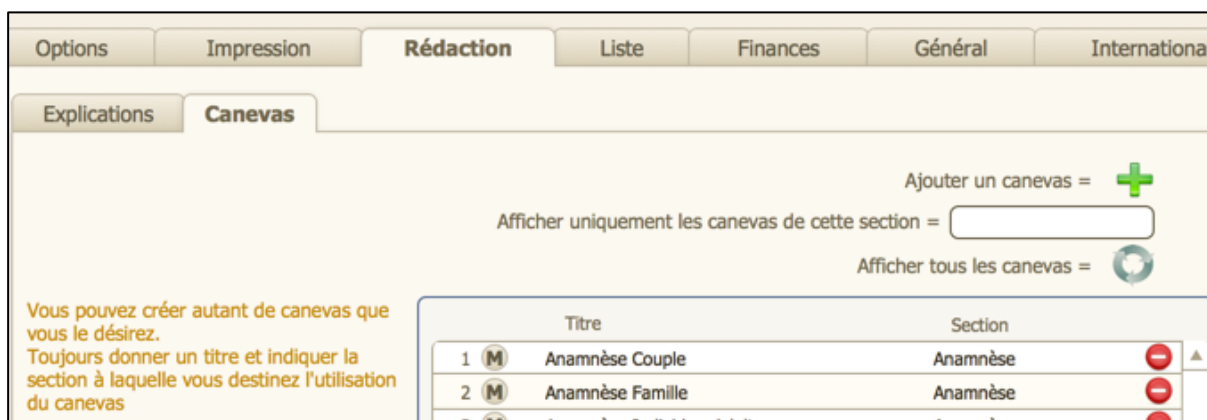 Options Impression Rédaction Liste Finances Général Internationa
Explications Canevas
Ajouter un canevas =
Afficher uniquement les canevas de cette section =
Afficher tous les canevas =
Vous pouvez créer autant de canevas que
vous le désirez.
Toujours donner un titre et indiquer la
section à laquelle vous destinez l'utilisation
du canevas
Titre Section
1 M Anamnèse Couple Anamnèse
2 M Anamnèse Famille Anamnèse